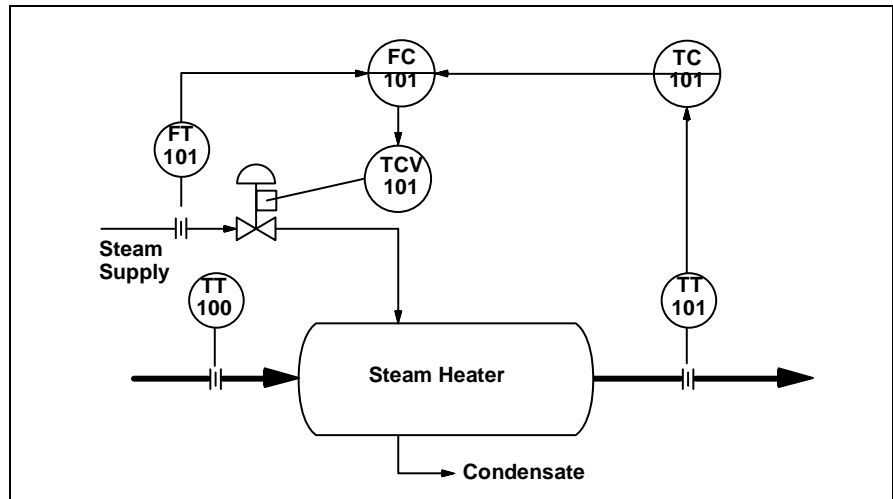 FC
101
TC
101
FT
101
TCV
101
Steam
Supply
TT
100
TT
101
Steam Heater
Condensate